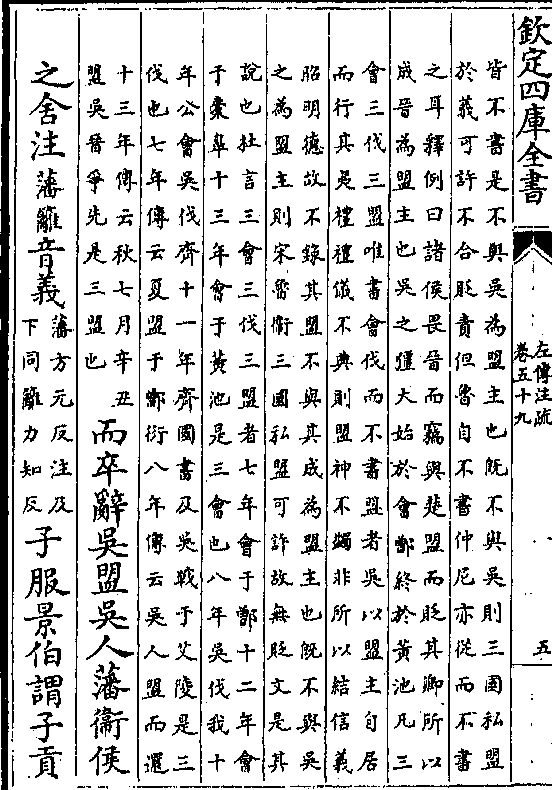 欽定四庫全書
左傳注疏
卷五十九
五
皆不書是不與吳為盟主也既不與吳則三國私盟
於義可許不合貶責但魯自不書仲尼亦從而不書
之耳釋例曰諸侯畏晉而竊與楚盟而貶其卿所以
成晉為盟主也吳之彊大始於會鄫終於黃池凡三
會三伐三盟唯書會伐而不書盟者吳以盟主自居
而行其夷禮禮儀不典則盟神不蠲非所以結信義
昭明德故不錄其盟不與其成為盟主也既不與吳
之為盟主則宋魯衞三國私盟可許故無貶文是其
說也杜言三會三伐三盟者七年會于鄫十二年會
于橐臯十三年會于黃池是三會也八年吳伐我十
年公會吳伐齊十一年齊國書及吳戰于艾陵是三
伐也七年傳云夏盟于鄫衍八年傳云吳人盟而還
十三年傳云秋七月辛丑
盟吳晉爭先是三盟也
而卒辭吳盟吳人藩衞侯
之舍注藩籬音義
藩方元反注及
下同籬力知反
子服景伯謂子貢